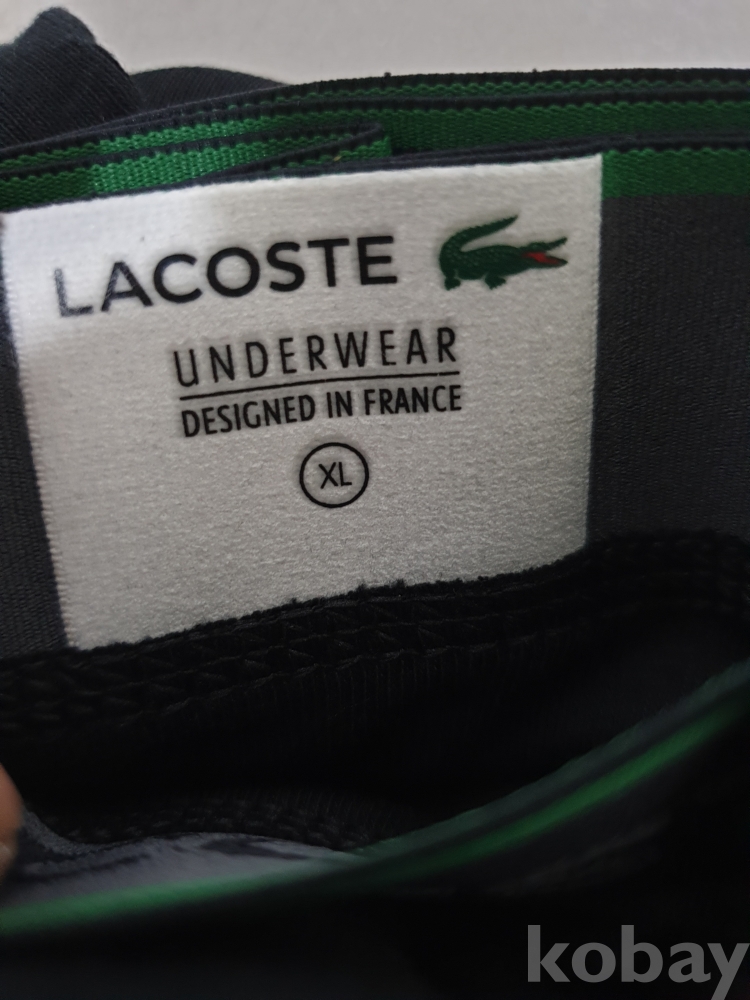 LACOSTE
UNDERWEAR
DESIGNED IN FRANCE
XL
kobay